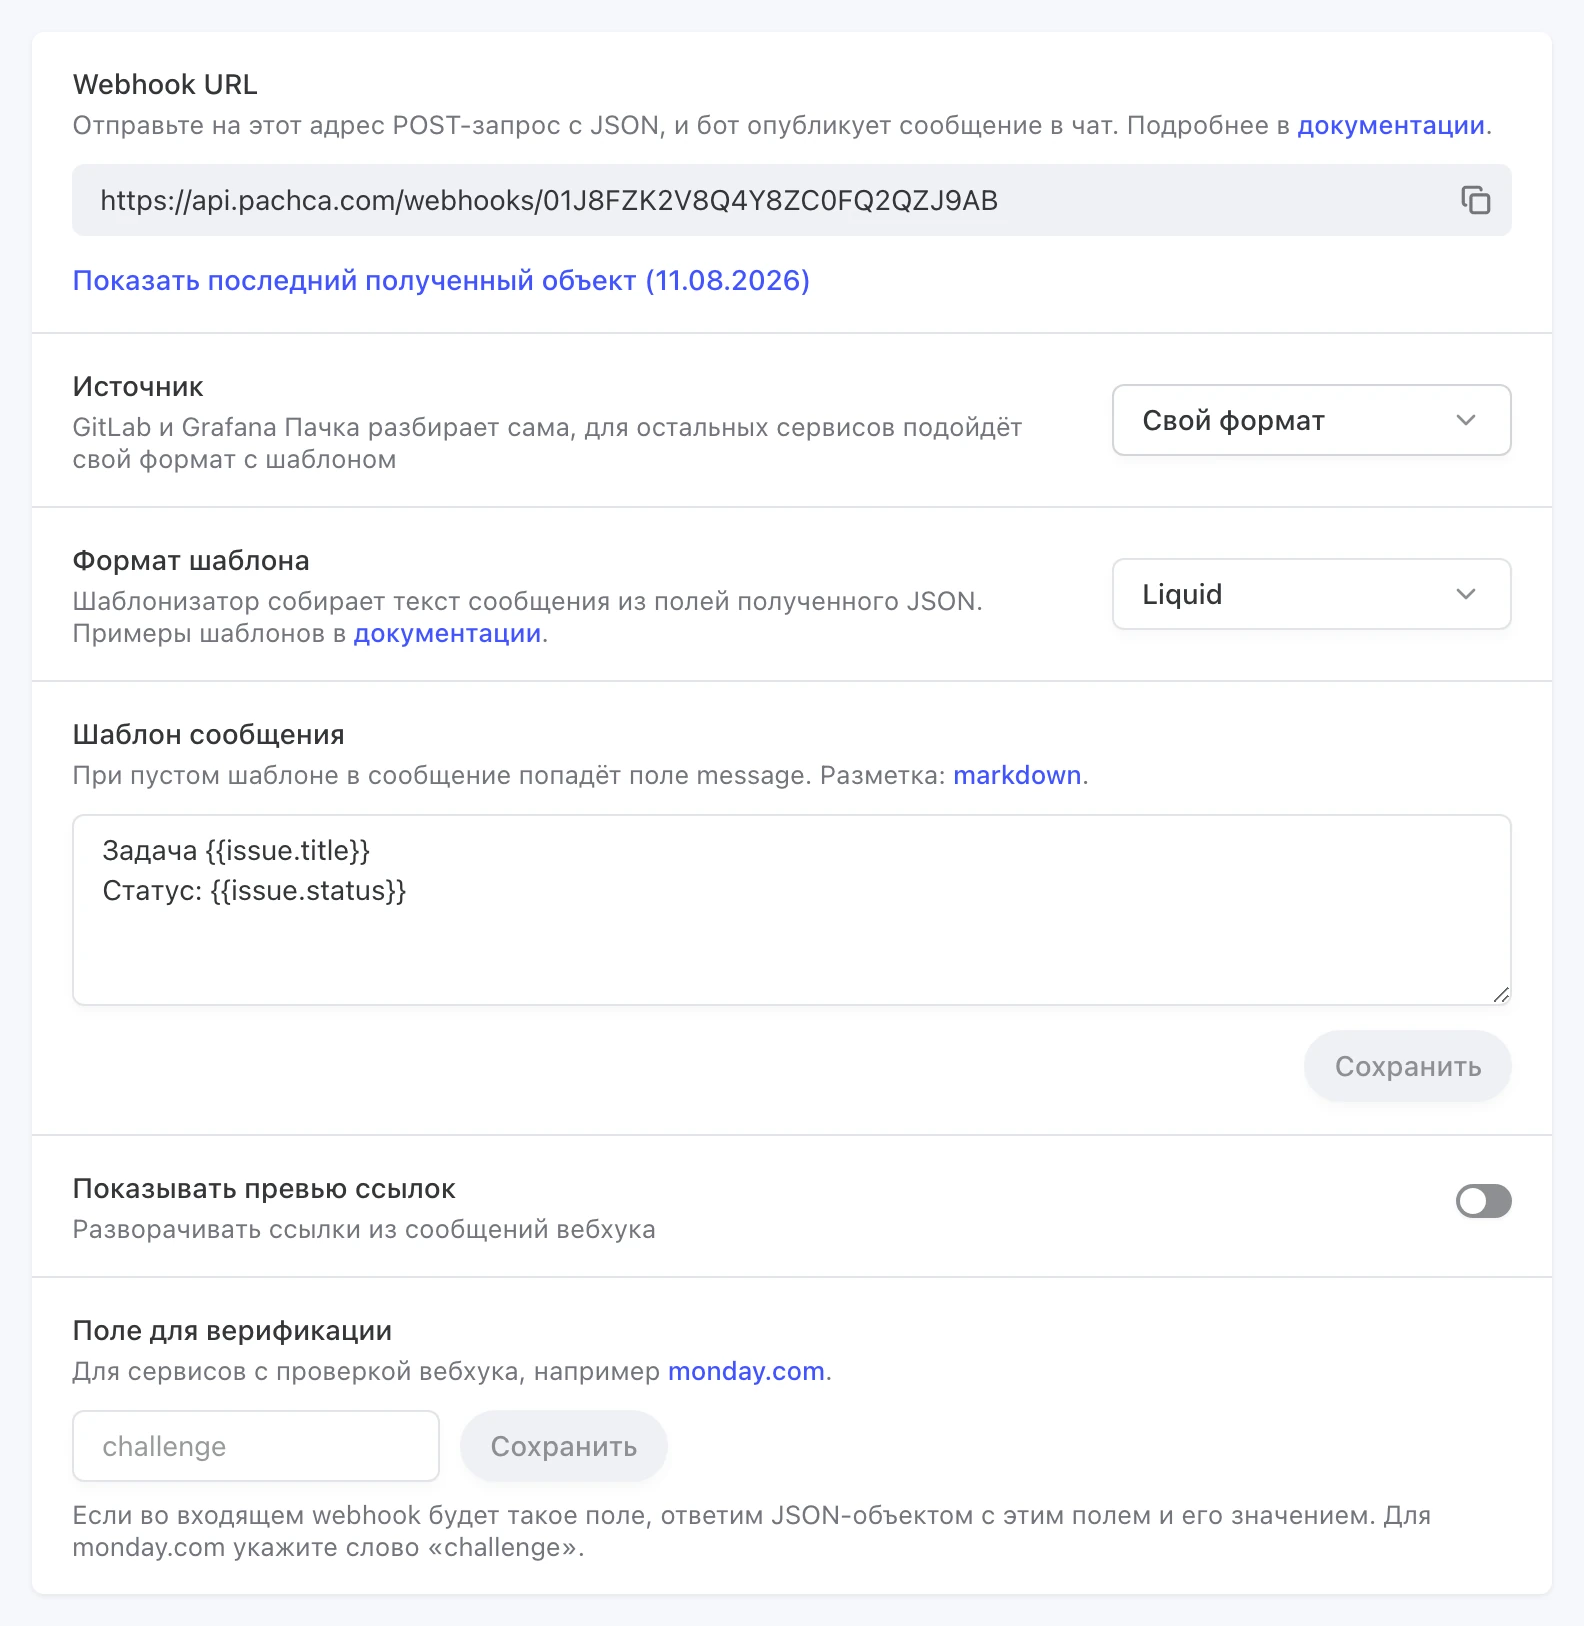 Webhook URL
Отправьте на этот адрес POST-запрос с JSON, и бот опубликует сообщение в чат. Подробнее в документации.
https://api.pachca.com/webhooks/01J8FZK2V8Q4Y8ZC0FQ2QZJ9AB
Показать последний полученный объект (11.08.2026)
Источник
GitLab и Grafana Пачка разбирает сама, для остальных сервисов подойдёт
свой формат с шаблоном
Свой формат
Формат шаблона
Шаблонизатор собирает текст сообщения из полей полученного JSON.
Примеры шаблонов в документации.
Liquid
Шаблон сообщения
При пустом шаблоне в сообщение попадёт поле message. Разметка: markdown.
Задача {{issue.title}}
Статус: {{issue.status}}
Сохранить
Показывать превью ссылок
Разворачивать ссылки из сообщений вебхука
Поле для верификации
Для сервисов с проверкой вебхука, например monday.com.
challenge
Сохранить
Если во входящем webhook будет такое поле, ответим JSON-объектом с этим полем и его значением. Для
monday.com укажите слово «challenge».